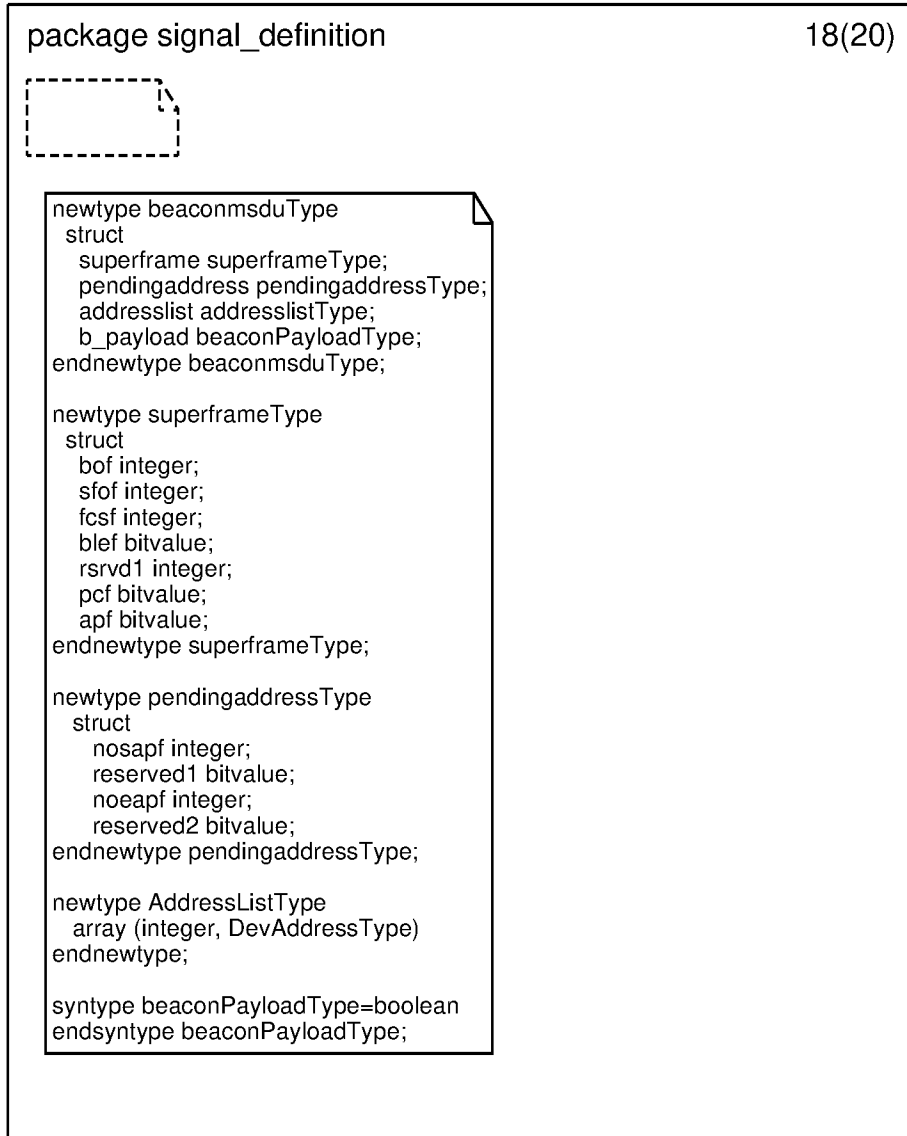 package signal_definition 18(20)
newtype beaconmsduType
struct
superframe superframeType;
pendingaddress pendingaddressType;
addresslist addresslistType;
b_payload beaconPayloadType;
endnewtype beaconmsduType;
newtype superframeType
struct
bof integer;
sfof integer;
fcsf integer;
blef bitvalue;
rsrvd1 integer;
pcf bitvalue;
apf bitvalue;
endnewtype superframeType;
newtype pendingaddressType
struct
nosapf integer;
reserved1 bitvalue;
noeapf integer;
reserved2 bitvalue;
endnewtype pendingaddressType;
newtype AddressListType
array (integer, DevAddressType)
endnewtype;
syntype beaconPayloadType=boolean
endsyntype beaconPayloadType;